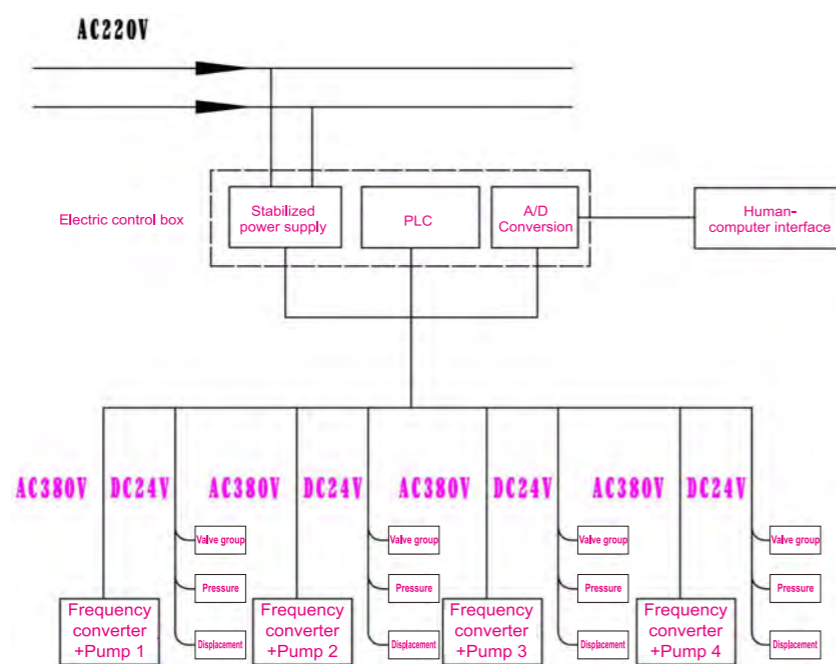 AC220V
Electric control box
Stabilized
power supply
PLC
A/D
Conversion
Human-
computer interface
AC380V
DC24V
AC380V
DC24V
AC380V
DC24V
AC380V
DC24V
Valve group
Valve group
Valve group
Valve group
Pressure
Pressure
Pressure
Pressure
Frequency
converter
+Pump 1
Displacement
Frequency
converter
+Pump 2
Displacement
Frequency
converter
+Pump 3
Displacement
Frequency
converter
+Pump 4
Displacement